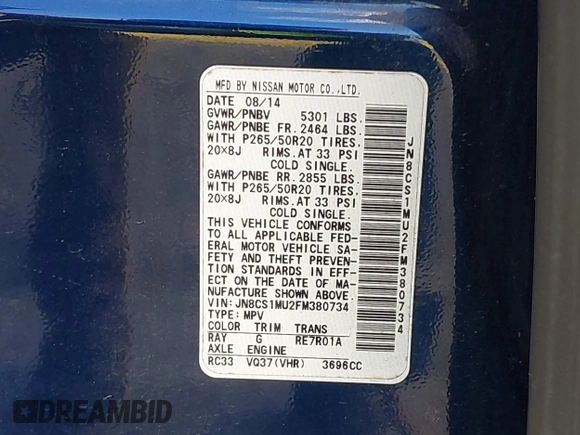 MFD BY NISSAN MOTOR CO.,LTD.
DATE 08/14
GVWR/PNBV 5301 LBS.
GAWR/PNBE FR. 2464 LBS.
WITH P265/50R20 TIRES.
20X8J RIMS. AT 33 PSI
COLD SINGLE.
GAWR/PNBE RR. 2855 LBS.
WITH P265/50R20 TIRES.
20X8J RIMS. AT 33 PSI
COLD SINGLE.
THIS VEHICLE CONFORMS
TO ALL APPLICABLE FED-
ERAL MOTOR VEHICLE SA-
FETY AND THEFT PREVEN-
TION STANDARDS IN EFF-
ECT ON THE DATE OF MA-
NUFACTURE SHOWN ABOVE.
VIN: JN8CS1MU2FM380734
TYPE: MPV
COLOR TRIM TRANS
RAY G RE7R01A
AXLE ENGINE
RC33 VQ37(VHR) 3696CC
JN8CS1MU2FM380734
DREAMBID